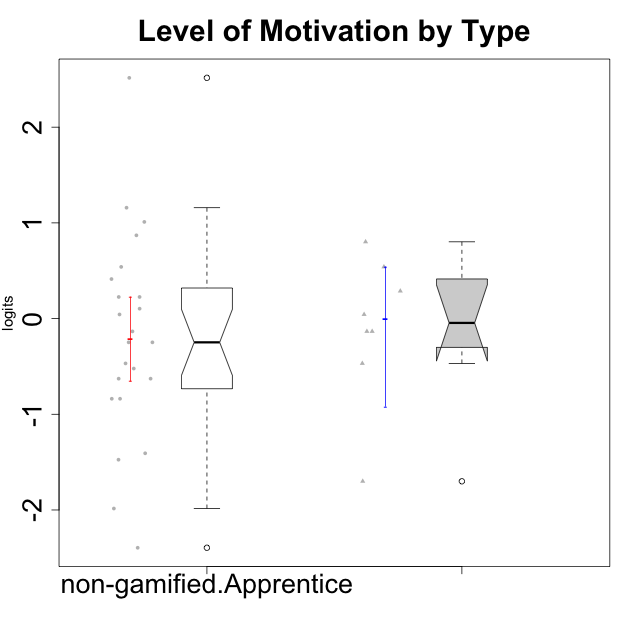 Level of Motivation by Type
logits
2
1
0
-1
-2
non-gamified.Apprentice